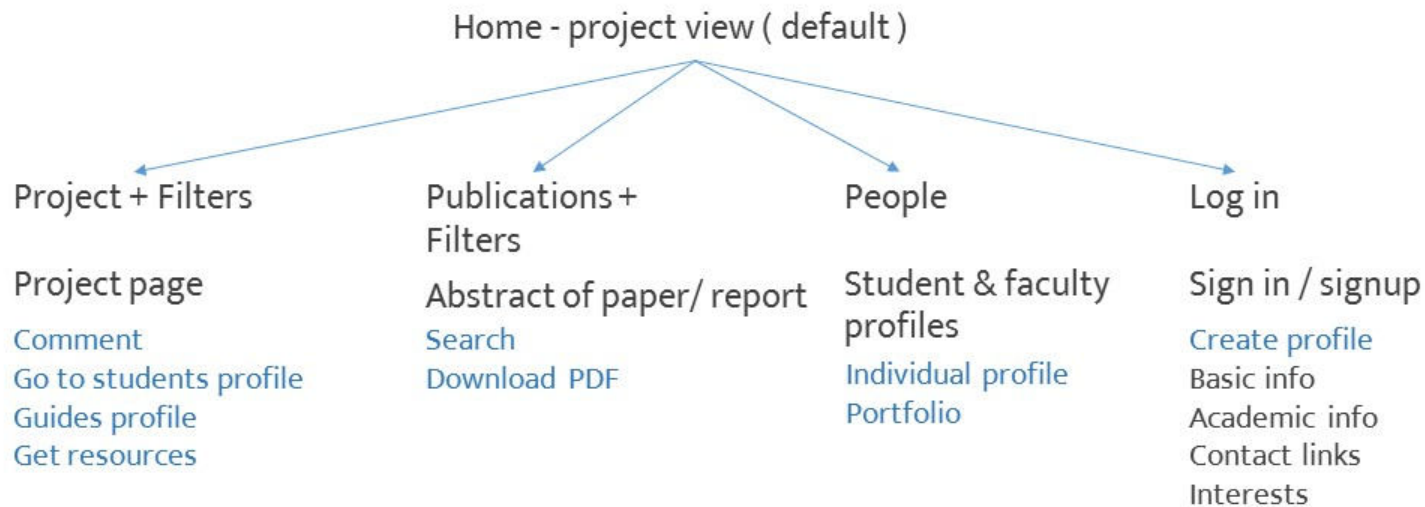 Home - project view ( default )
Project + Filters
Project page
Comment
Go to students profile
Guides profile
Get resources
Publications +
Filters
Abstract of paper/ report
Search
Download PDF
People
Student & faculty
profiles
Individual profile
Portfolio
Log in
Sign in / signup
Create profile
Basic info
Academic info
Contact links
Interests